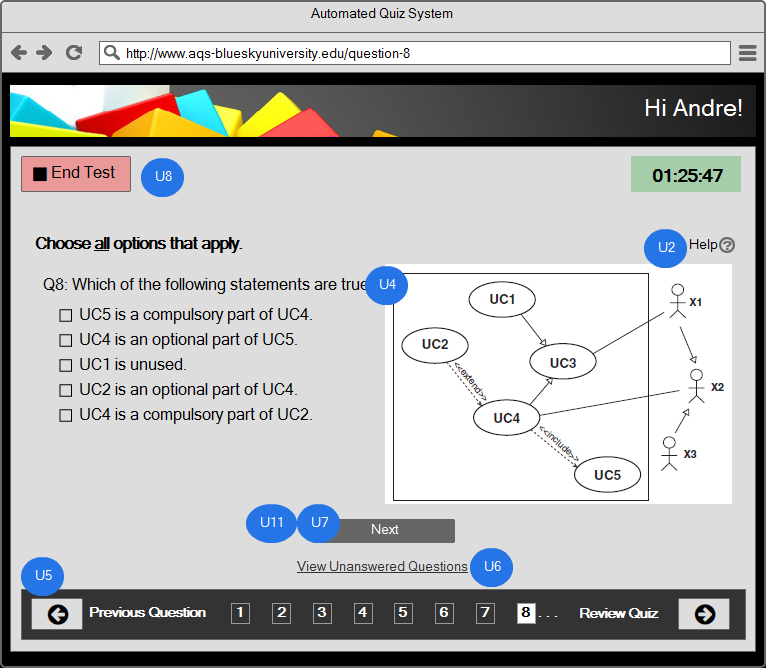 Automated Quiz System
http://www.aqs-blueskyuniversity.edu/question-8
Hi Andre!
End Test
U8
01:25:47
Choose all options that apply.
U2
Help?
Q8: Which of the following statements are true
U4
UC5 is a compulsory part of UC4.
UC4 is an optional part of UC5.
UC1 is unused.
UC2 is an optional part of UC4.
UC4 is a compulsory part of UC2.
UC1
X1
UC2
UC3
<<extend>>
X2
UC4
<<include>>
X3
UC5
U11
U7
Next
View Unanswered Questions
U6
U5
Previous Question 1 2 3 4 5 6 7 8 . . . Review Quiz